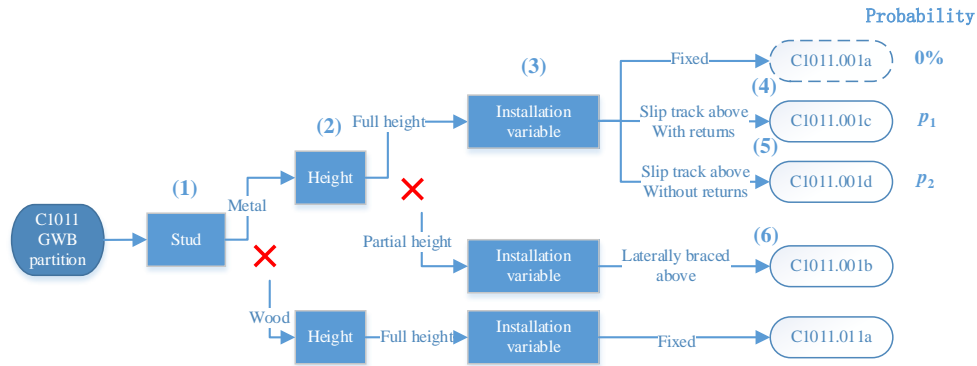 Probability
Fixed
C1011.001a
0%
(3)
(4)
Installation
variable
Slip track above
With returns
C1011.001c
p1
(2)
Full height
(5)
Height
Slip track above
Without returns
C1011.001d
p2
(1)
Metal
C1011
GWB
partition
Stud
Partial height
(6)
Installation
variable
Laterally braced
above
C1011.001b
Wood
Height
Full height
Installation
variable
Fixed
C1011.011a